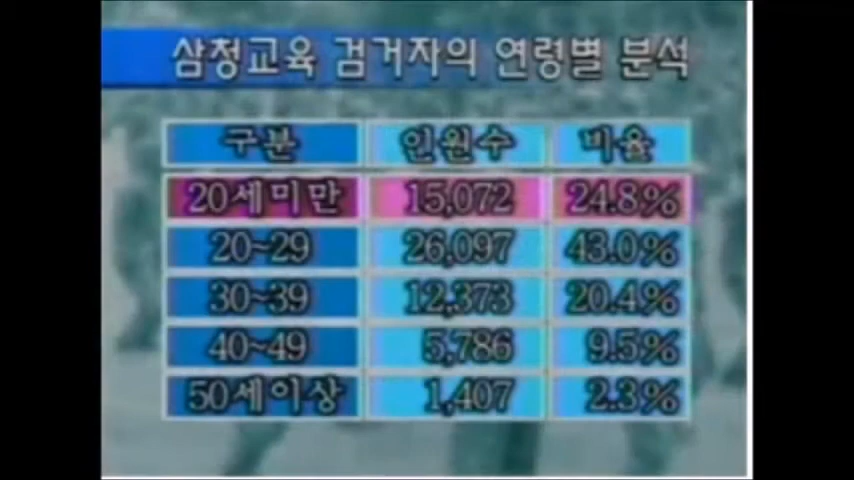 삼청교육 검거자의 연령별 분석
구분 인원수 비율
20세미만 15,072 24.8%
20~29 26,097 43.0%
30~39 12,373 20.4%
40~49 5,786 9.5%
50세이상 1,407 2.3%